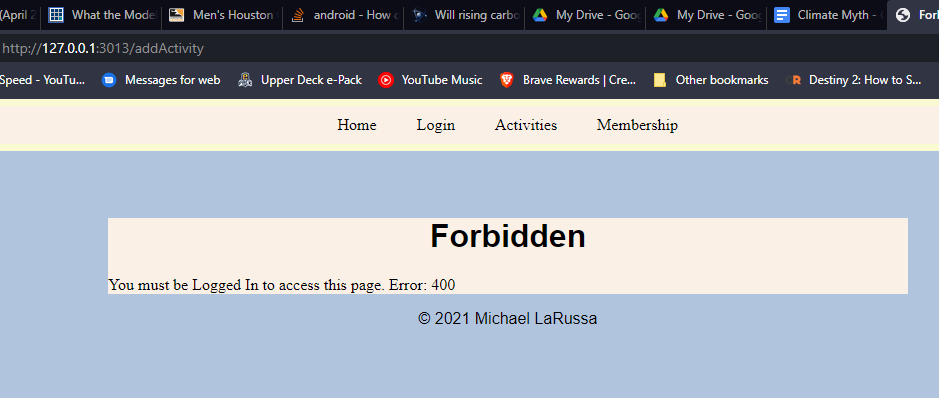 (April 2 What the Mode Men's Houston android - How Will rising carbo My Drive - Goog My Drive - Goog Climate Myth - Forl
http://127.0.0.1:3013/addActivity
Speed - YouTu... Messages for web Upper Deck e-Pack YouTube Music Brave Rewards | Cre... Other bookmarks Destiny 2: How to S...
Home Login Activities Membership
Forbidden
You must be Logged In to access this page. Error: 400
© 2021 Michael LaRussa